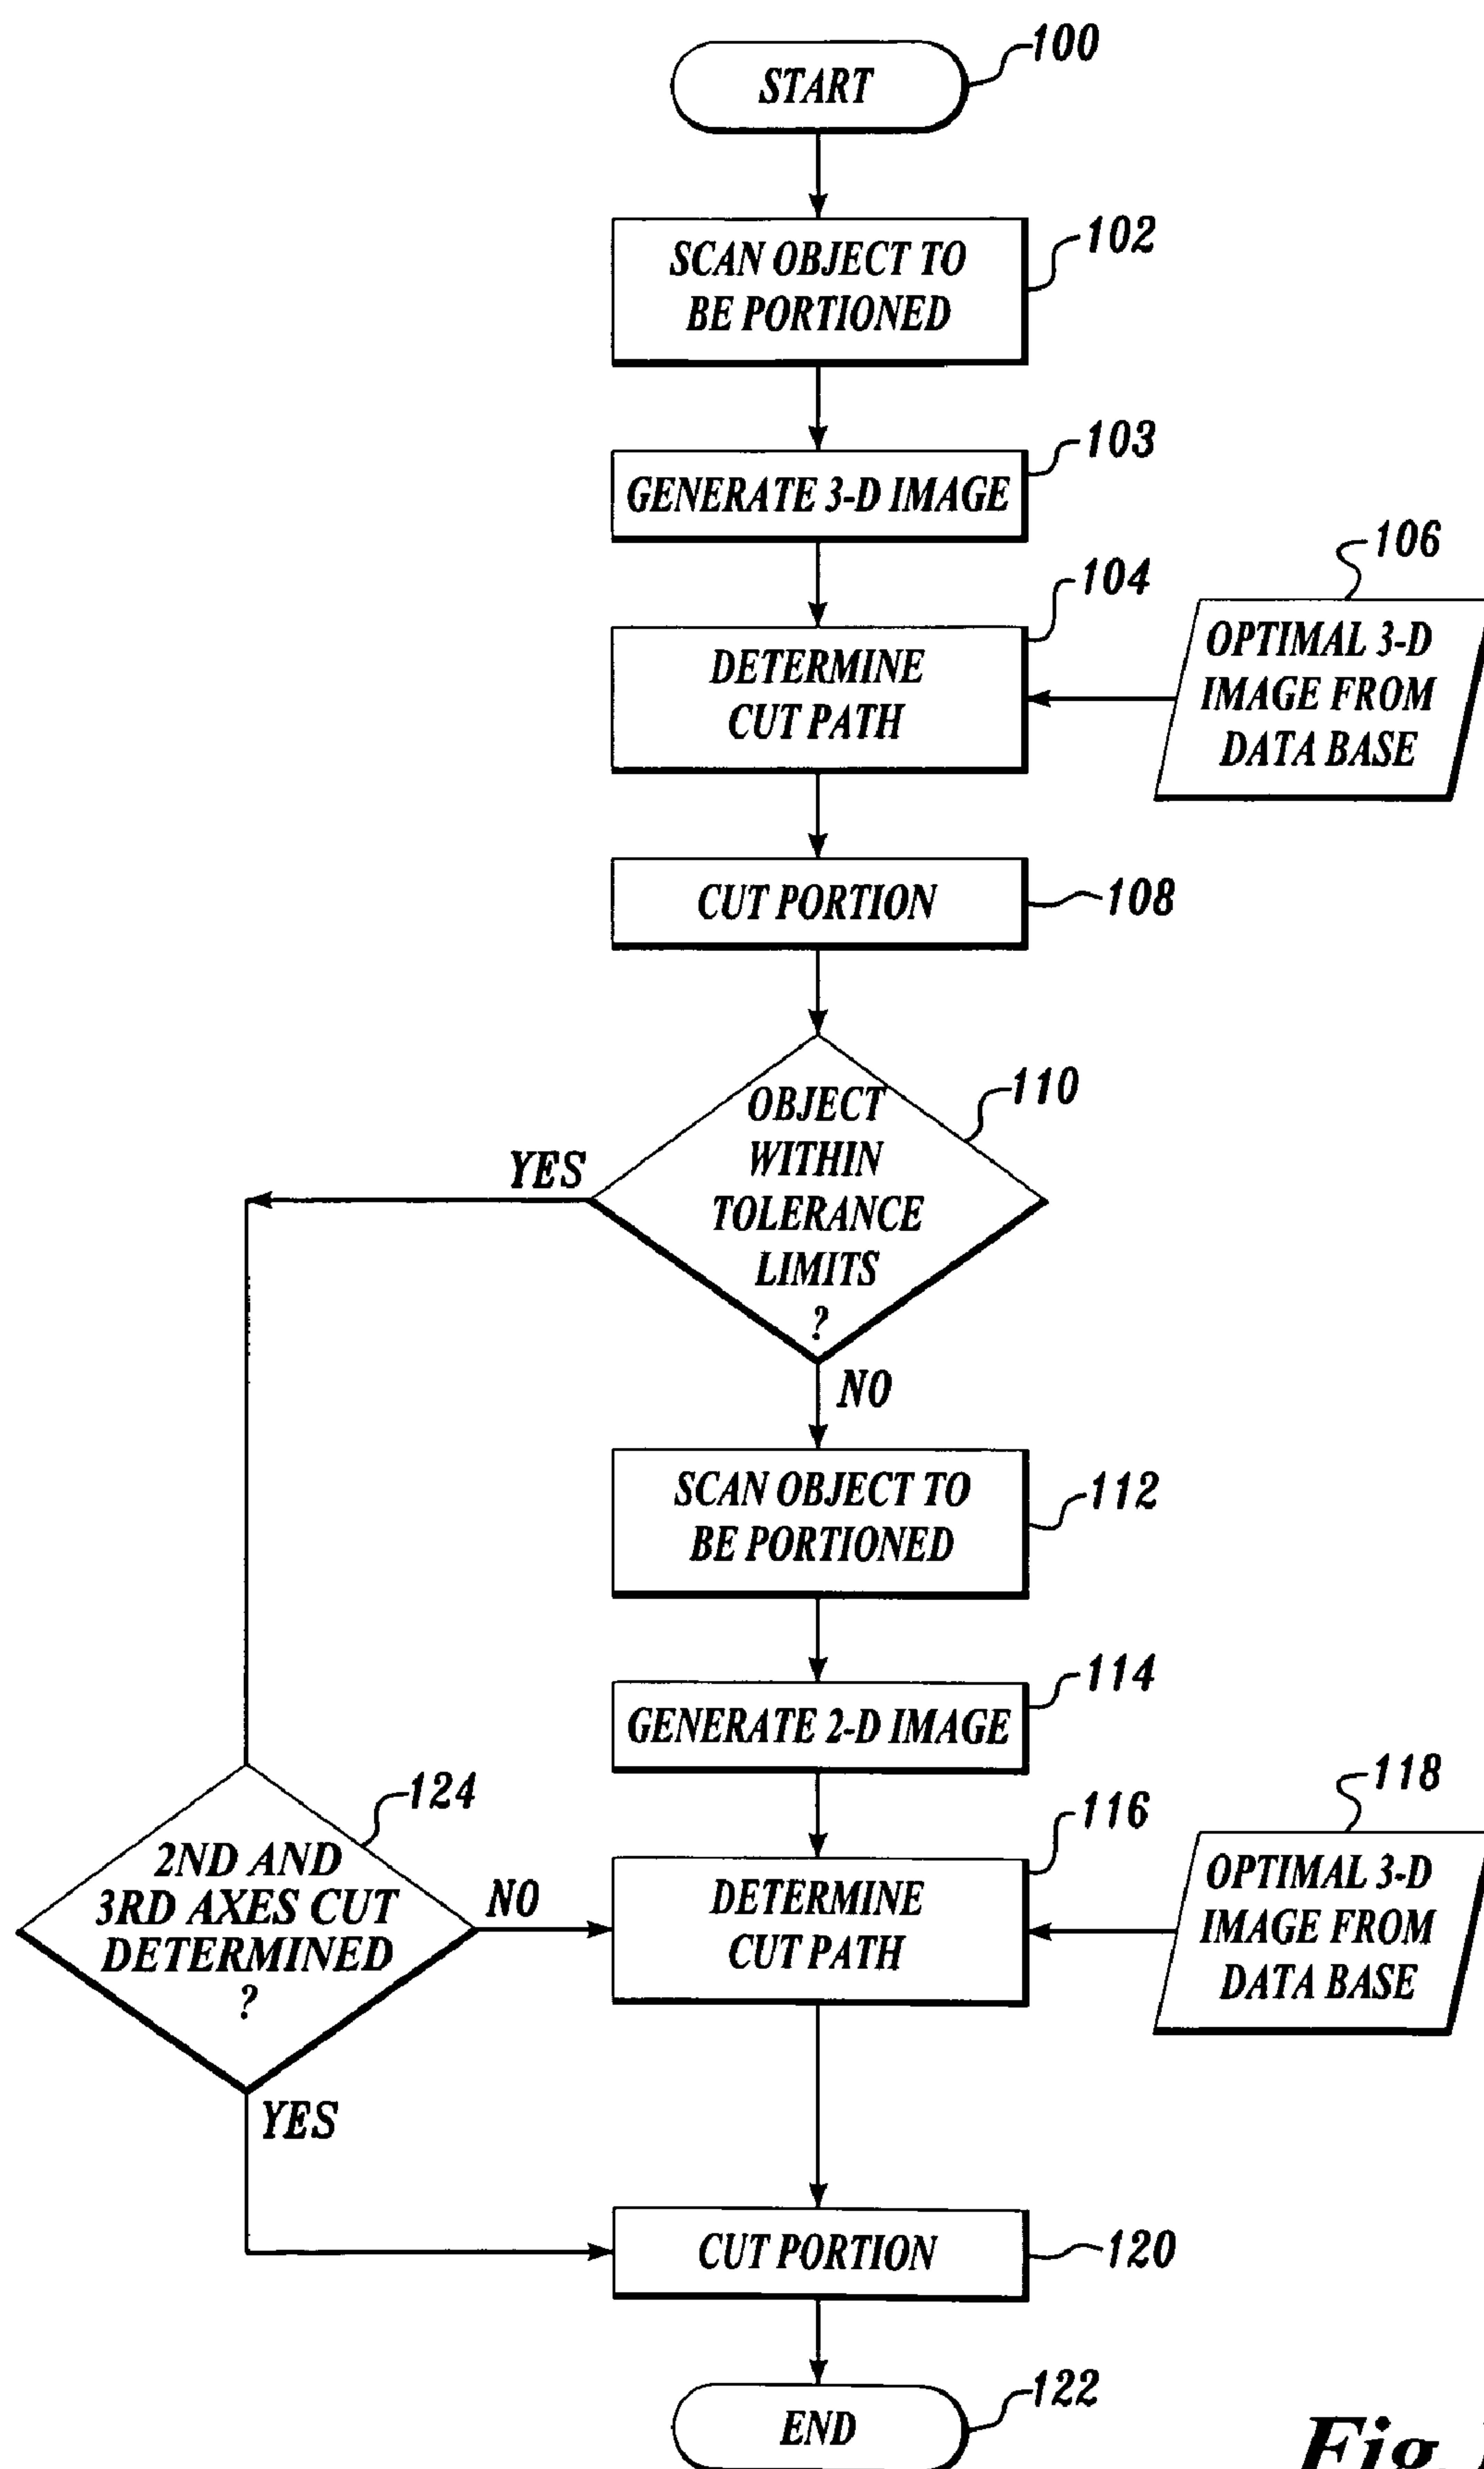 100
START
102
SCAN OBJECT TO
BE PORTIONED
103
GENERATE 3-D IMAGE
104
DETERMINE
CUT PATH
106
OPTIMAL 3-D
IMAGE FROM
DATA BASE
CUT PORTION
108
110
OBJECT
WITHIN
TOLERANCE
LIMITS
?
YES
NO
112
SCAN OBJECT TO
BE PORTIONED
114
GENERATE 2-D IMAGE
116
DETERMINE
CUT PATH
118
OPTIMAL 3-D
IMAGE FROM
DATA BASE
124
2ND AND
3RD AXES CUT
DETERMINED
?
NO
YES
CUT PORTION
120
122
END
Fig.